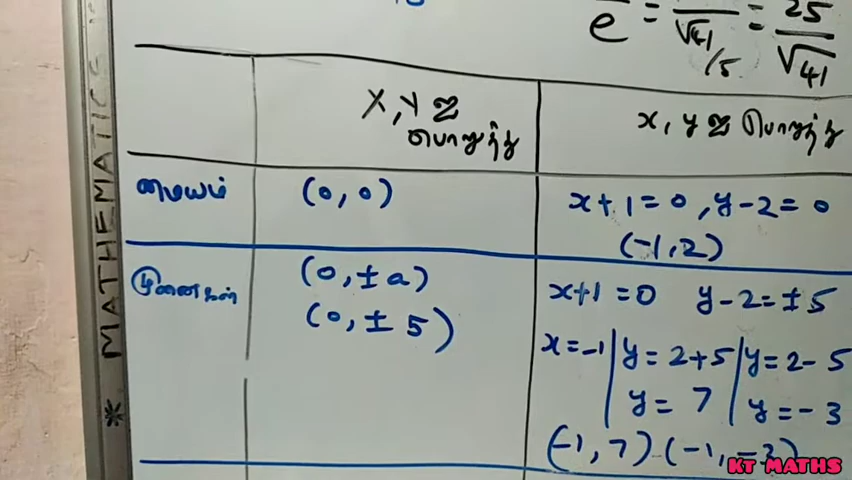 e = /√41/5 = 25/√41
X, Y ஐ பொறுத்து
x, y ஐ பொறுத்து
மையம்
(0, 0)
x+1=0, y-2=0
(-1,2)
முனைகள்
(0, ±a)
(0, ±5)
x+1=0 y-2=±5
x=-1 | y=2+5 | y=2-5
y=7 | y=-3
(-1,7) (-1,-3)
* MATHEMATIC
KT MATHS